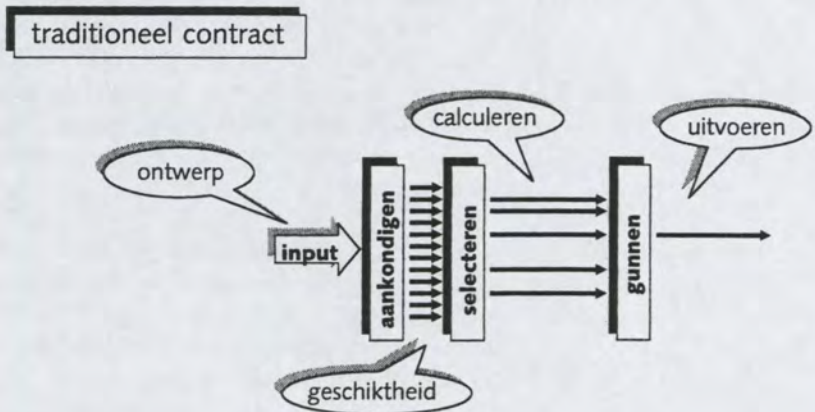 traditioneel contract
calculeren
uitvoeren
ontwerp
input
aankondigen
selecteren
gunnen
geschiktheid